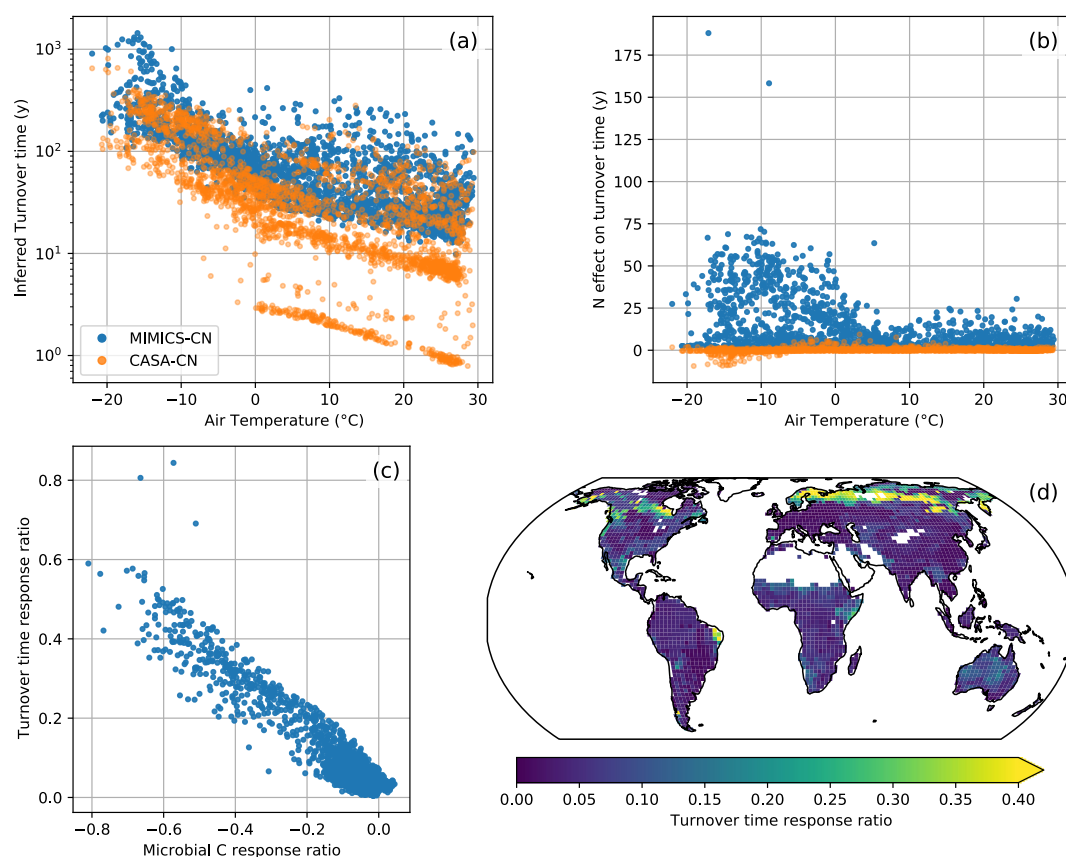 (a)
Inferred Turnover time (y)
10³
10²
10¹
10⁰
MIMICS-CN
CASA-CN
−20 −10 0 10 20 30
Air Temperature (°C)
(b)
N effect on turnover time (y)
175
150
125
100
75
50
25
0
−20 −10 0 10 20 30
Air Temperature (°C)
(c)
Turnover time response ratio
0.8
0.6
0.4
0.2
0.0
−0.8 −0.6 −0.4 −0.2 0.0
Microbial C response ratio
(d)
0.00 0.05 0.10 0.15 0.20 0.25 0.30 0.35 0.40
Turnover time response ratio